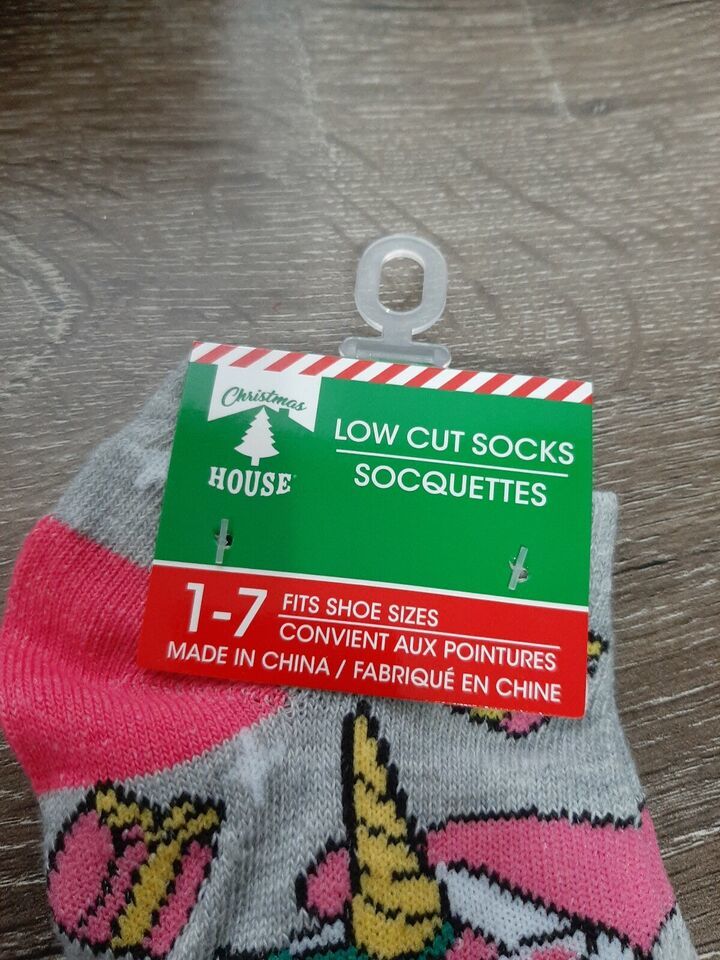 Christmas
HOUSE
LOW CUT SOCKS
SOCQUETTES
1-7
FITS SHOE SIZES
CONVIENT AUX POINTURES
MADE IN CHINA / FABRIQUÉ EN CHINE